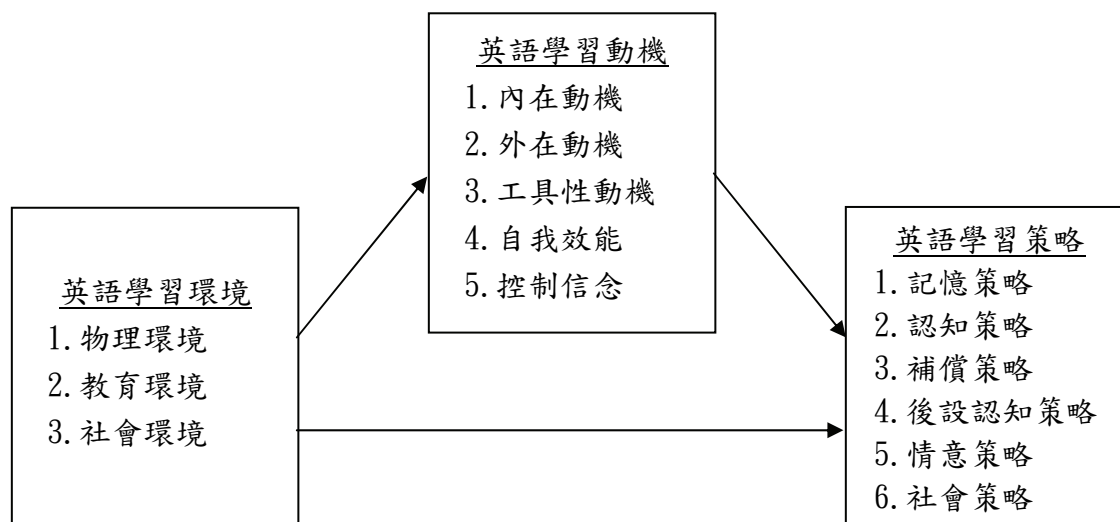 英語學習動機
1.內在動機
2.外在動機
3.工具性動機
4.自我效能
5.控制信念
英語學習環境
1.物理環境
2.教育環境
3.社會環境
英語學習策略
1.記憶策略
2.認知策略
3.補償策略
4.後設認知策略
5.情意策略
6.社會策略